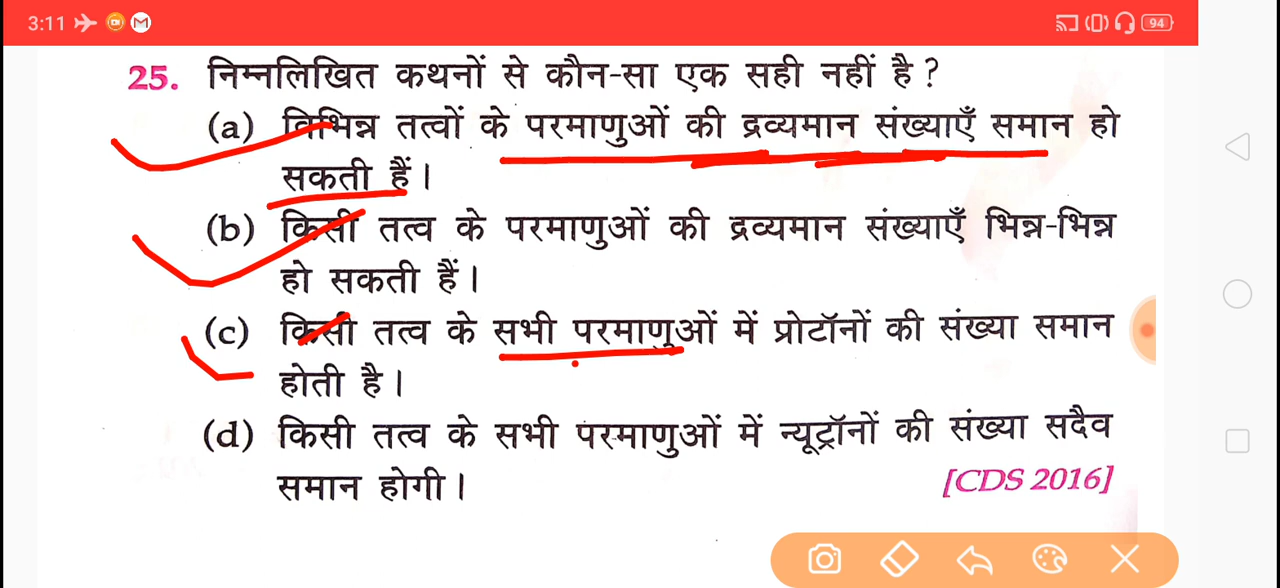 3:11 94
25. निम्नलिखित कथनों से कौन-सा एक सही नहीं है ?
(a) विभिन्न तत्वों के परमाणुओं की द्रव्यमान संख्याएँ समान हो
सकती हैं।
(b) किसी तत्व के परमाणुओं की द्रव्यमान संख्याएँ भिन्न-भिन्न
हो सकती हैं।
(c) किसी तत्व के सभी परमाणुओं में प्रोटॉनों की संख्या समान
होती है।
(d) किसी तत्व के सभी परमाणुओं में न्यूट्रॉनों की संख्या सदैव
समान होगी।
[CDS 2016]